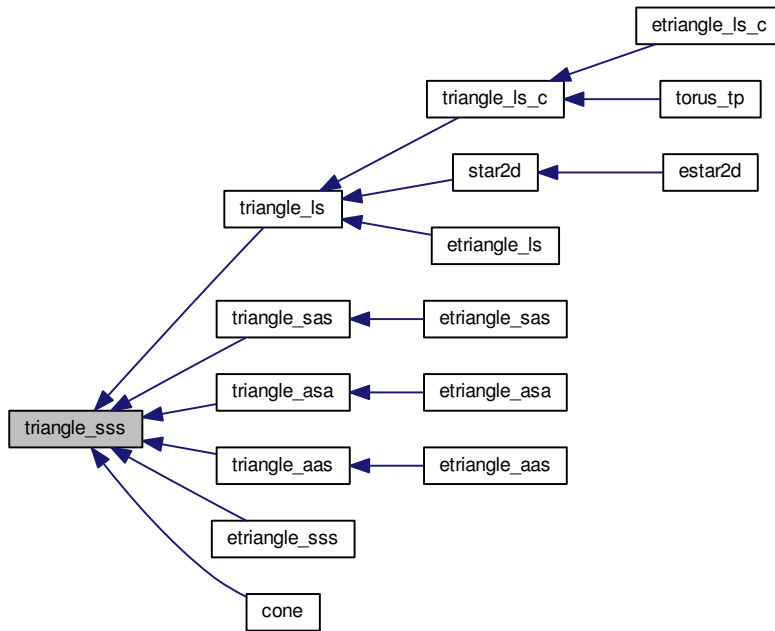 etriangle_ls_c
triangle_ls_c
torus_tp
star2d
estar2d
triangle_ls
etriangle_ls
triangle_sas
etriangle_sas
triangle_asa
etriangle_asa
triangle_sss
triangle_aas
etriangle_aas
etriangle_sss
cone